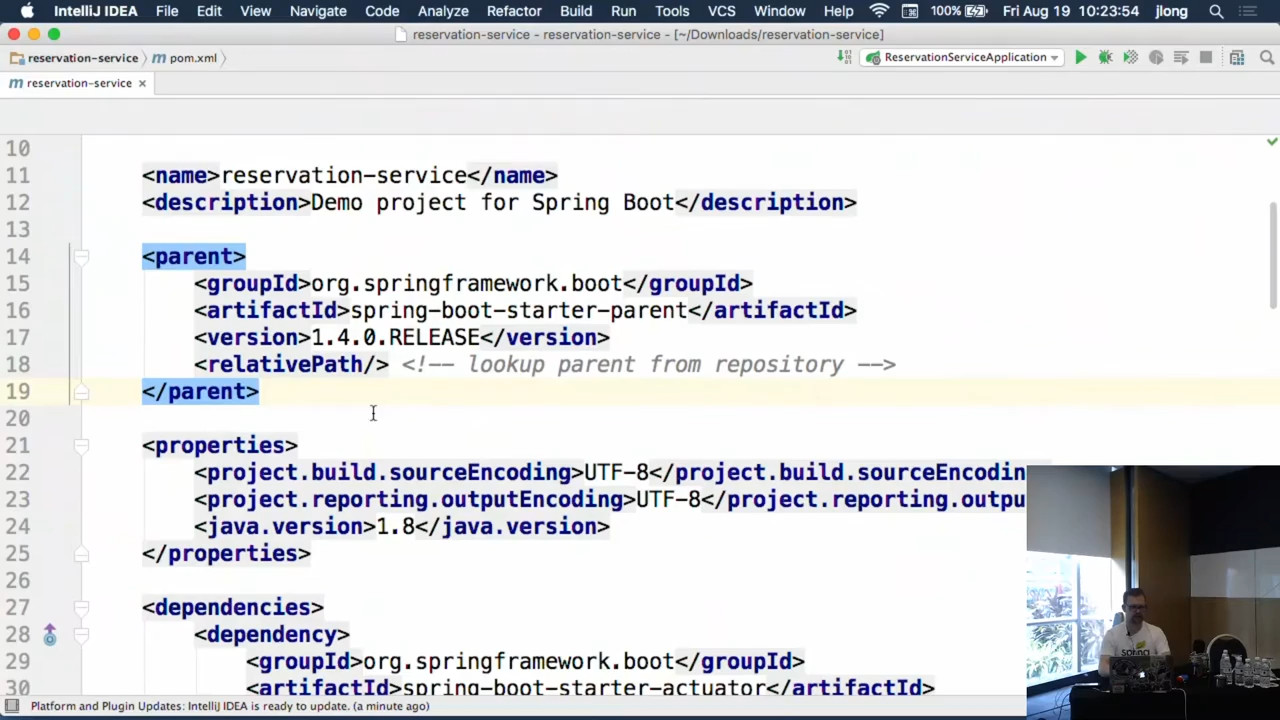 IntelliJ IDEA File Edit View Navigate Code Analyze Refactor Build Run Tools VCS Window Help 100% Fri Aug 19 10:23:54 jlong
reservation-service - reservation-service - [~/Downloads/reservation-service]
reservation-service m pom.xml ReservationServiceApplication
m reservation-service ×
10
11 <name>reservation-service</name>
12 <description>Demo project for Spring Boot</description>
13
14 <parent>
15 <groupId>org.springframework.boot</groupId>
16 <artifactId>spring-boot-starter-parent</artifactId>
17 <version>1.4.0.RELEASE</version>
18 <relativePath/> <!-- lookup parent from repository -->
19 </parent>
20
21 <properties>
22 <project.build.sourceEncoding>UTF-8</project.build.sourceEncodin
23 <project.reporting.outputEncoding>UTF-8</project.reporting.outpu
24 <java.version>1.8</java.version>
25 </properties>
26
27 <dependencies>
28 <dependency>
29 <groupId>org.springframework.boot</groupId>
30 <artifactId>spring-boot-starter-actuator</artifactId>
spring
Platform and Plugin Updates: IntelliJ IDEA is ready to update. (a minute ago)